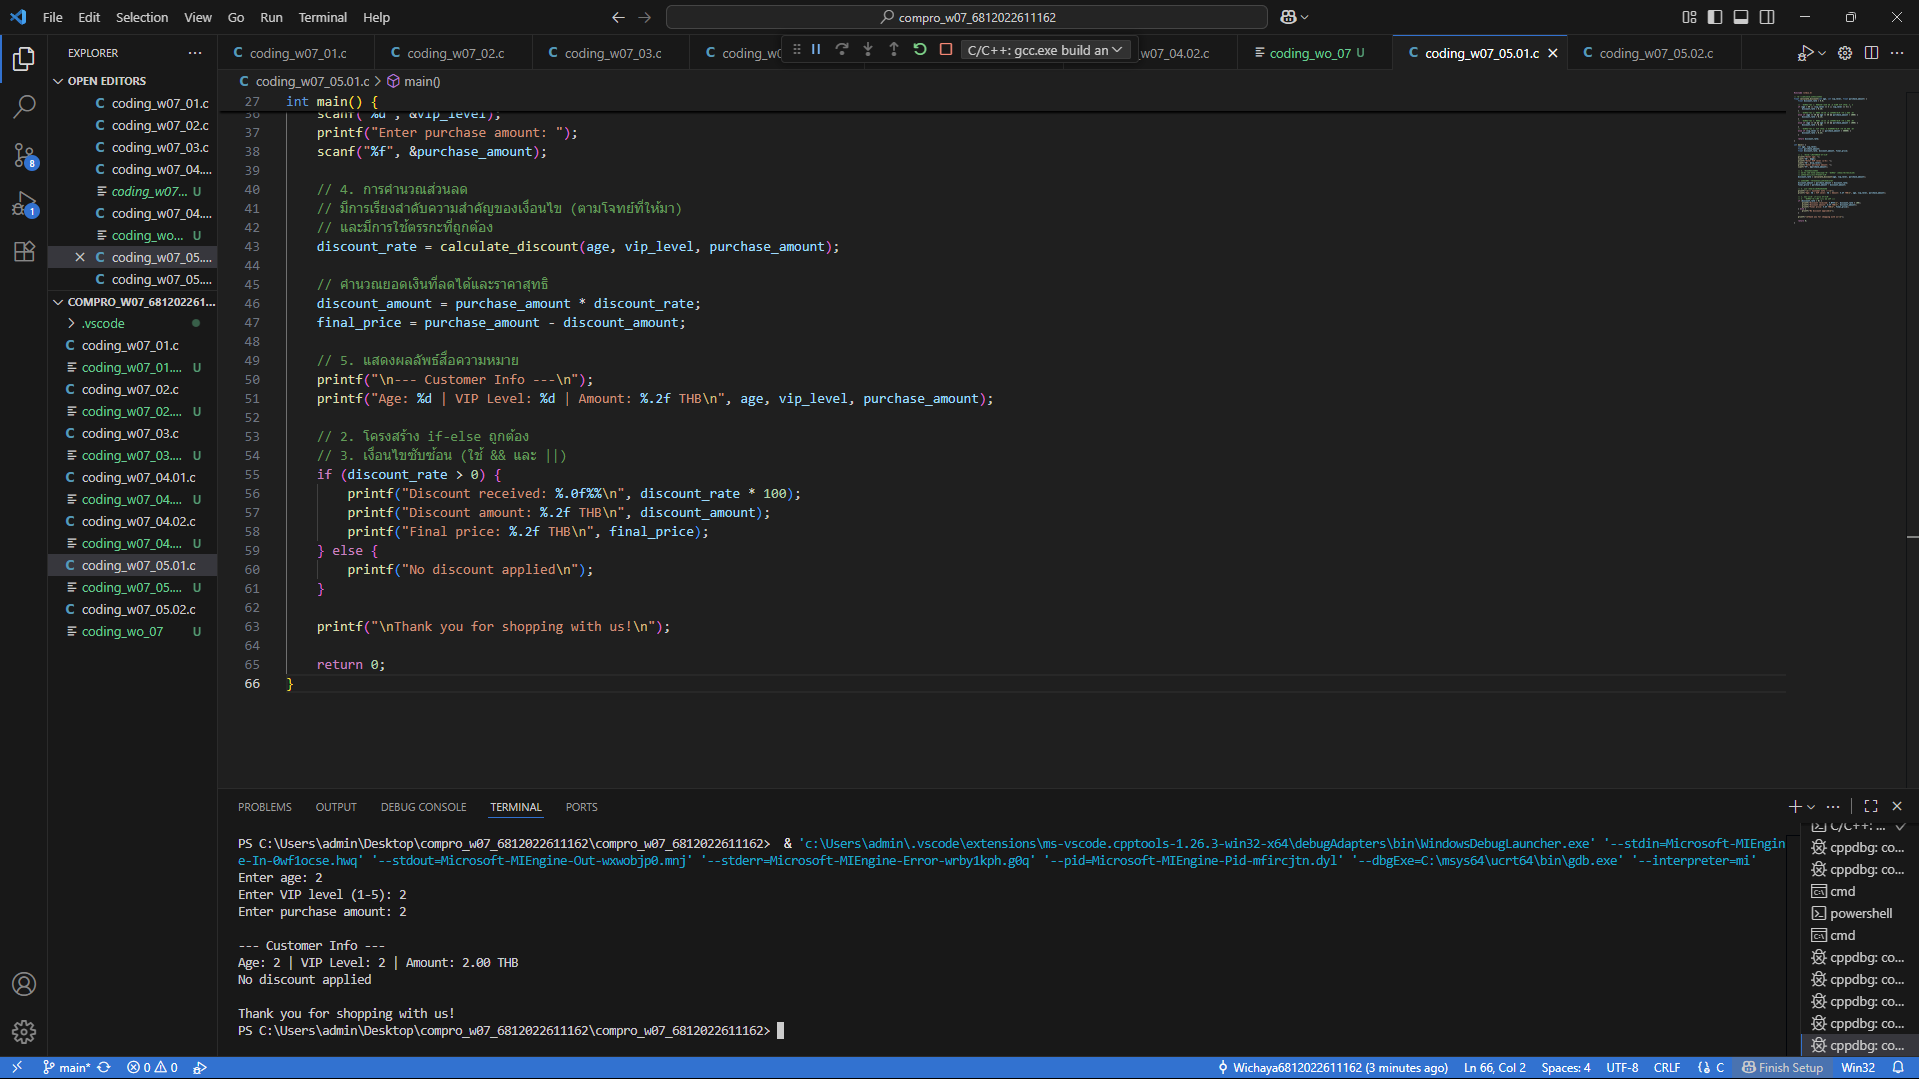 File Edit Selection View Go Run Terminal Help
compro_w07_6812022611162
EXPLORER
OPEN EDITORS
coding_w07_01.c
coding_w07_02.c
coding_w07_03.c
coding_w07_04....
coding_w07... U
coding_w07_04....
coding_wo... U
coding_w07_05....
coding_w07_05....
COMPRO_W07_681202261...
.vscode
coding_w07_01.c
coding_w07_01.... U
coding_w07_02.c
coding_w07_02.... U
coding_w07_03.c
coding_w07_03.... U
coding_w07_04.01.c
coding_w07_04.... U
coding_w07_04.02.c
coding_w07_04.... U
coding_w07_05.01.c
coding_w07_05.... U
coding_w07_05.02.c
coding_wo_07 U
coding_w07_01.c coding_w07_02.c coding_w07_03.c coding_w0 C/C++: gcc.exe build an w07_04.02.c coding_wo_07 U coding_w07_05.01.c coding_w07_05.02.c
coding_w07_05.01.c > main()
27 int main() {
36 scanf("%d", &vip_level);
37 printf("Enter purchase amount: ");
38 scanf("%f", &purchase_amount);
39
40 // 4. การคำนวณส่วนลด
41 // มีการเรียงลำดับความสำคัญของเงื่อนไข (ตามโจทย์ที่ให้มา)
42 // และมีการใช้ตรรกะที่ถูกต้อง
43 discount_rate = calculate_discount(age, vip_level, purchase_amount);
44
45 // คำนวณยอดเงินที่ลดได้และราคาสุทธิ
46 discount_amount = purchase_amount * discount_rate;
47 final_price = purchase_amount - discount_amount;
48
49 // 5. แสดงผลลัพธ์สื่อความหมาย
50 printf("\n--- Customer Info ---\n");
51 printf("Age: %d | VIP Level: %d | Amount: %.2f THB\n", age, vip_level, purchase_amount);
52
53 // 2. โครงสร้าง if-else ถูกต้อง
54 // 3. เงื่อนไขซับซ้อน (ใช้ && และ ||)
55 if (discount_rate > 0) {
56 printf("Discount received: %.0f%%\n", discount_rate * 100);
57 printf("Discount amount: %.2f THB\n", discount_amount);
58 printf("Final price: %.2f THB\n", final_price);
59 } else {
60 printf("No discount applied\n");
61 }
62
63 printf("\nThank you for shopping with us!\n");
64
65 return 0;
66 }
PROBLEMS OUTPUT DEBUG CONSOLE TERMINAL PORTS
PS C:\Users\admin\Desktop\compro_w07_6812022611162\compro_w07_6812022611162> & 'c:\Users\admin\.vscode\extensions\ms-vscode.cpptools-1.26.3-win32-x64\debugAdapters\bin\WindowsDebugLauncher.exe' '--stdin=Microsoft-MIEngin
e-In-0wf1ocse.hwq' '--stdout=Microsoft-MIEngine-Out-wxwobjp0.mnj' '--stderr=Microsoft-MIEngine-Error-wrby1kph.g0q' '--pid=Microsoft-MIEngine-Pid-mfircjtn.dyl' '--dbgExe=C:\msys64\ucrt64\bin\gdb.exe' '--interpreter=mi'
Enter age: 2
Enter VIP level (1-5): 2
Enter purchase amount: 2
--- Customer Info ---
Age: 2 | VIP Level: 2 | Amount: 2.00 THB
No discount applied
Thank you for shopping with us!
PS C:\Users\admin\Desktop\compro_w07_6812022611162\compro_w07_6812022611162>
C/C++: ...
cppdbg: co...
cppdbg: co...
cmd
powershell
cmd
cppdbg: co...
cppdbg: co...
cppdbg: co...
cppdbg: co...
cppdbg: co...
8
1
main* 0 0 Wichaya6812022611162 (3 minutes ago) Ln 66, Col 2 Spaces: 4 UTF-8 CRLF {} C Finish Setup Win32